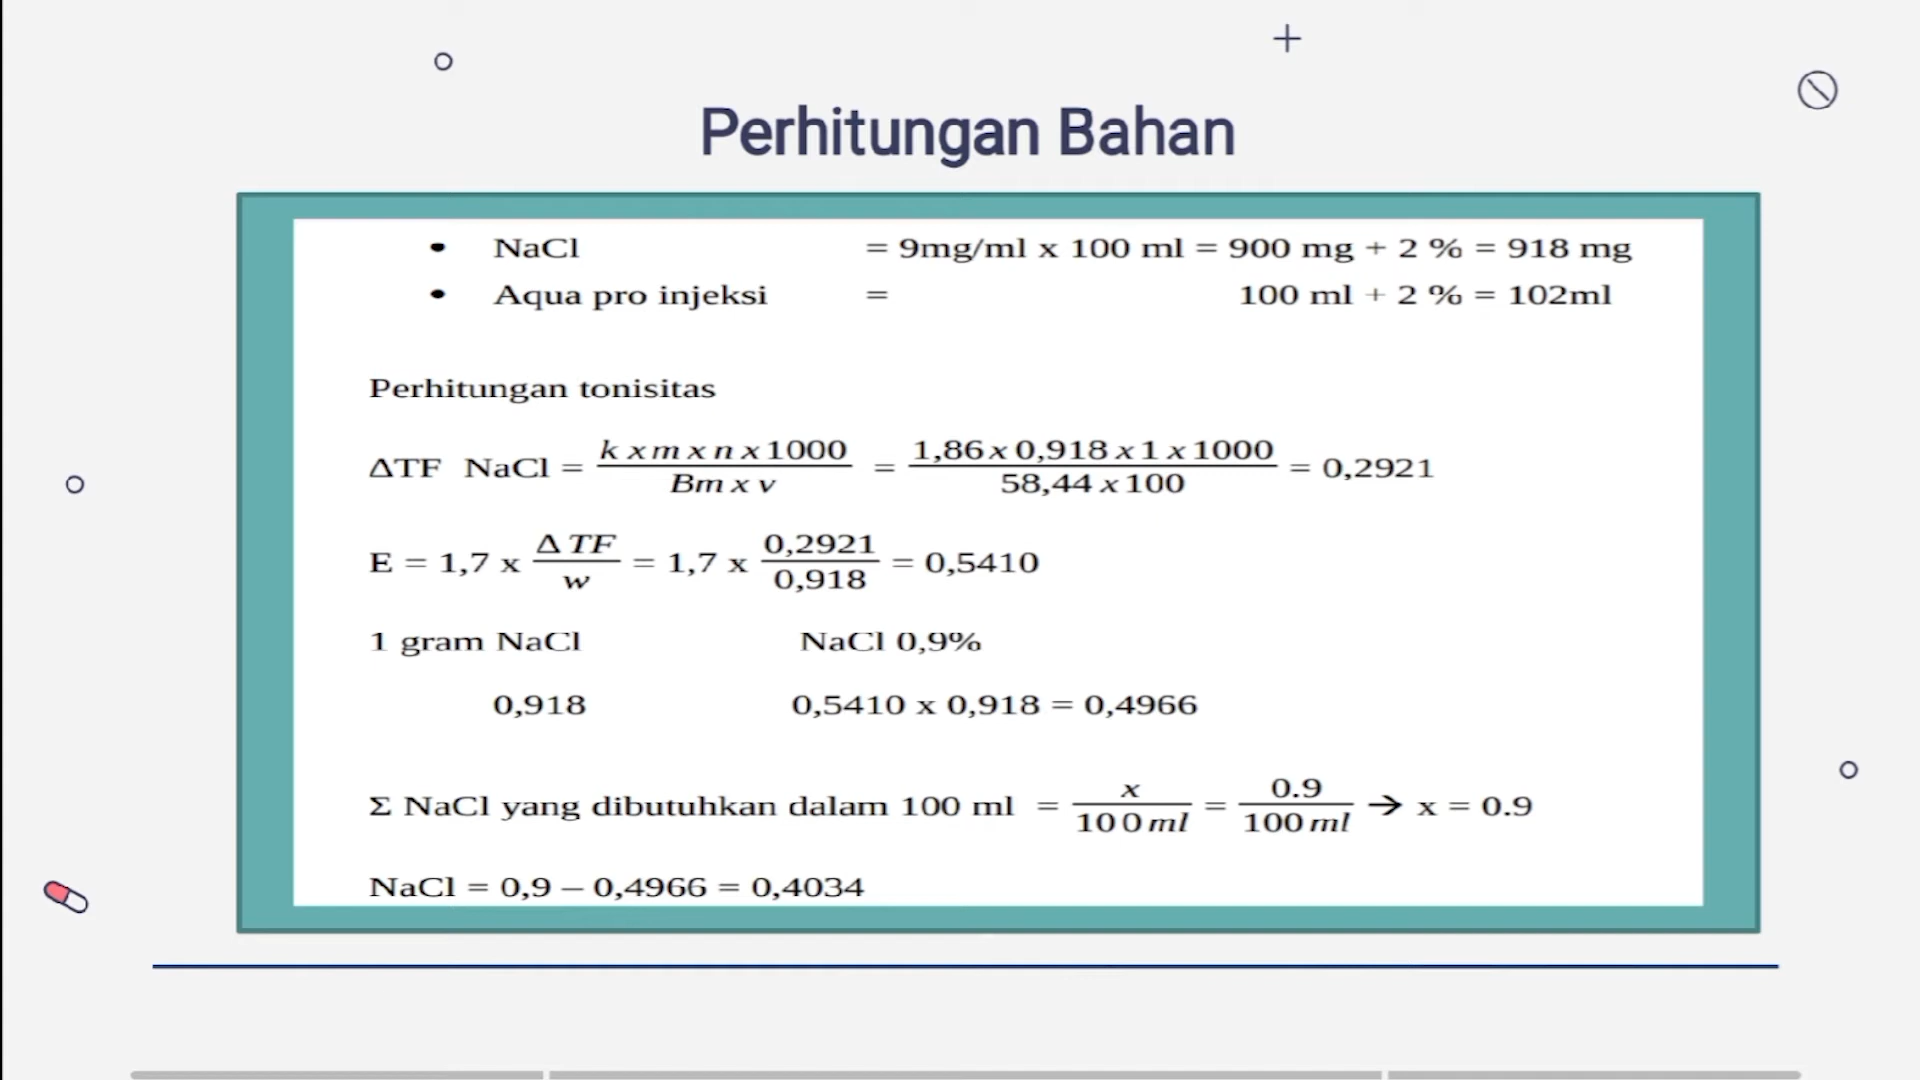 Perhitungan Bahan
• NaCl = 9mg/ml x 100 ml = 900 mg + 2 % = 918 mg
• Aqua pro injeksi = 100 ml + 2 % = 102ml
Perhitungan tonisitas
ΔTF NaCl = k x m x n x 1000 / Bm x v = 1,86 x 0,918 x 1 x 1000 / 58,44 x 100 = 0,2921
E = 1,7 x Δ TF / w = 1,7 x 0,2921 / 0,918 = 0,5410
1 gram NaCl NaCl 0,9%
0,918 0,5410 x 0,918 = 0,4966
Σ NaCl yang dibutuhkan dalam 100 ml = x / 100 ml = 0.9 / 100 ml → x = 0.9
NaCl = 0,9 – 0,4966 = 0,4034